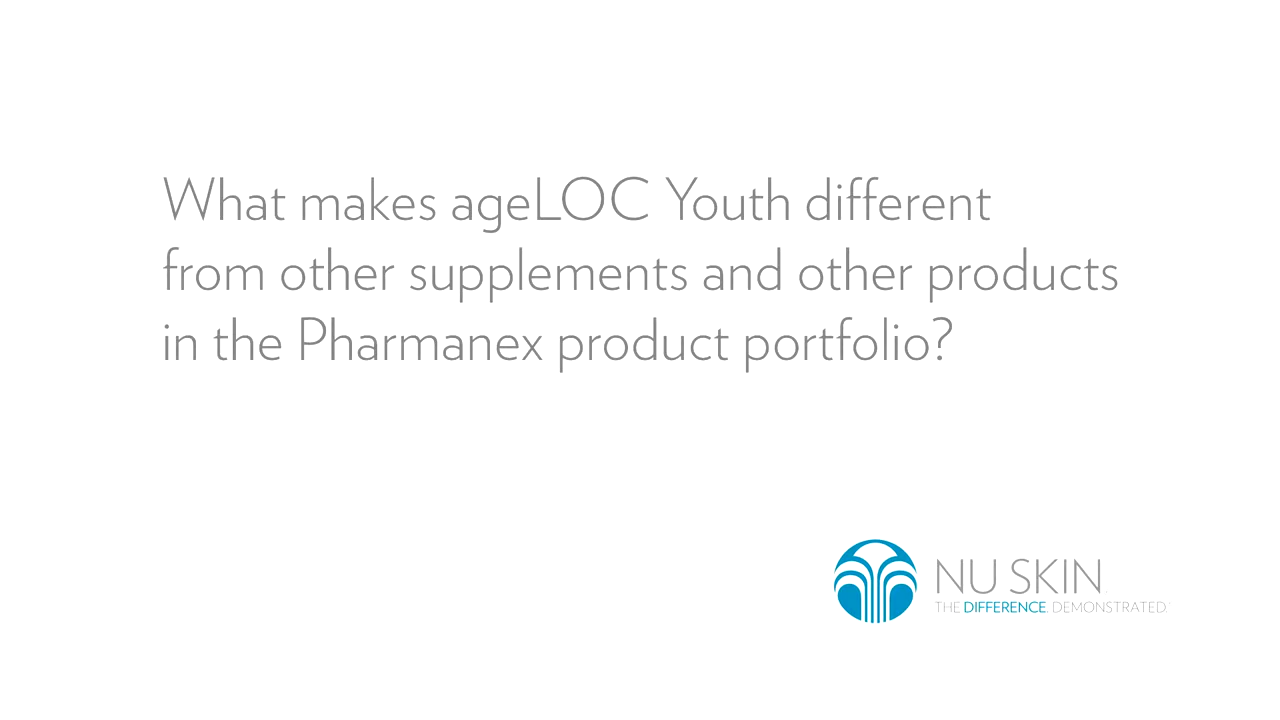 What makes ageLOC Youth different
from other supplements and other products
in the Pharmanex product portfolio?
NU SKIN
THE DIFFERENCE. DEMONSTRATED.